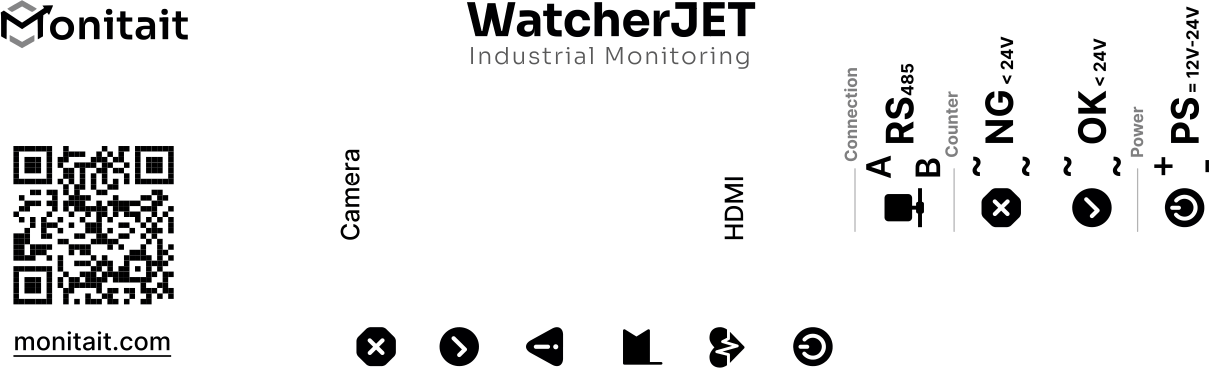 Monitait
WatcherJET
Industrial Monitoring
Connection
A B
RS485
Counter
~ ~
NG < 24V
~ ~
OK < 24V
Power
+ -
PS = 12V-24V
Camera
HDMI
monitait.com